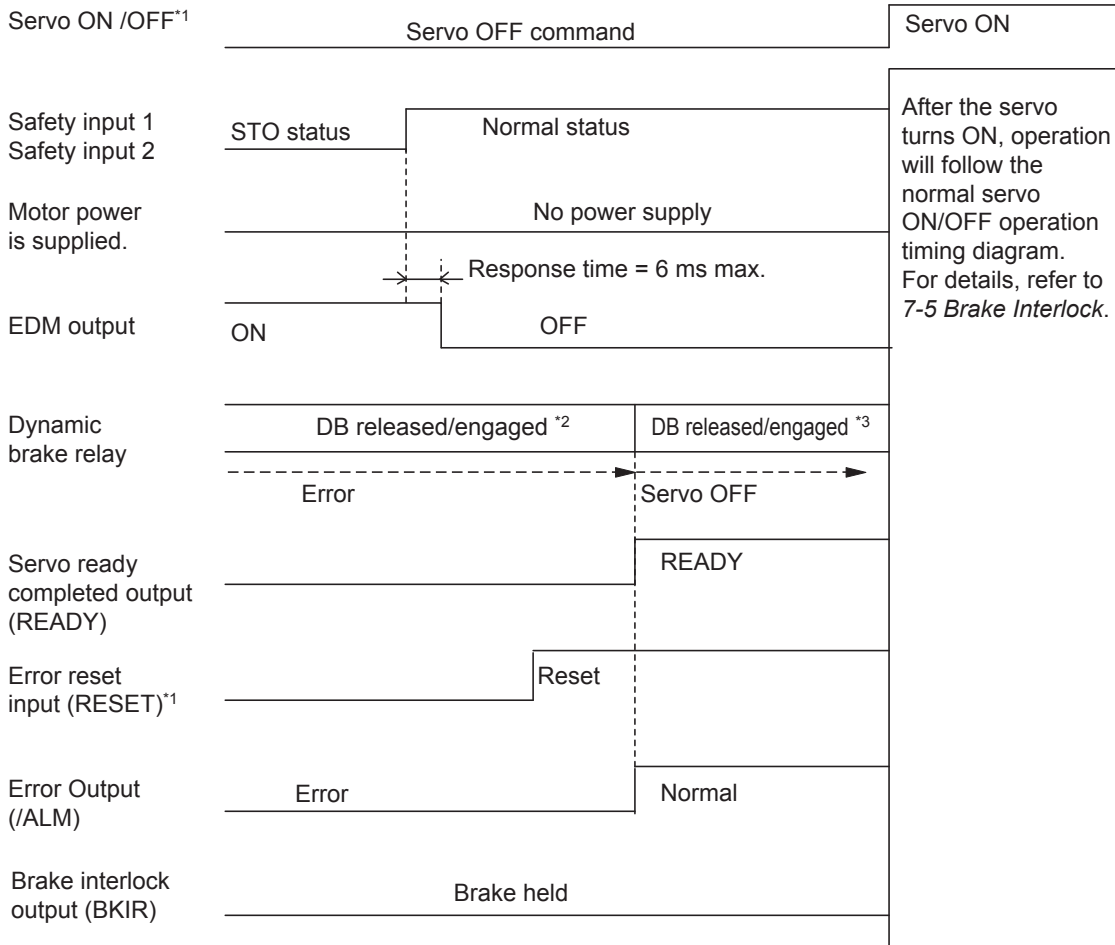 Servo ON /OFF*1
Servo OFF command
Servo ON
Safety input 1
Safety input 2
STO status
Normal status
After the servo
turns ON, operation
will follow the
normal servo
ON/OFF operation
timing diagram.
For details, refer to
7-5 Brake Interlock.
Motor power
is supplied.
No power supply
Response time = 6 ms max.
EDM output
ON
OFF
Dynamic
brake relay
DB released/engaged *2
DB released/engaged *3
Error
Servo OFF
Servo ready
completed output
(READY)
READY
Error reset
input (RESET)*1
Reset
Error Output
(/ALM)
Error
Normal
Brake interlock
output (BKIR)
Brake held